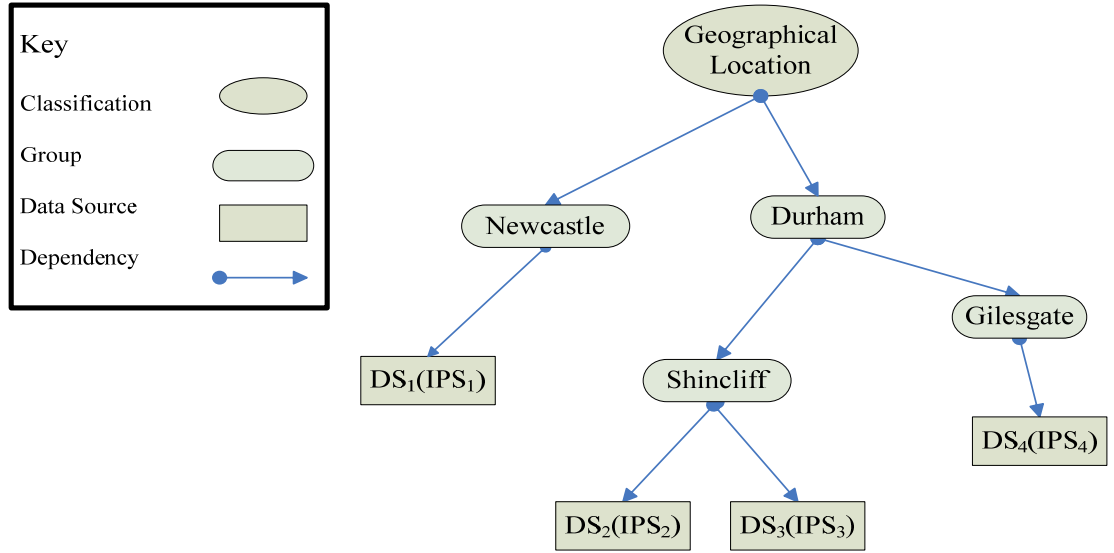 Key
Classification
Group
Data Source
Dependency
Geographical
Location
Newcastle
Durham
Gilesgate
Shincliff
DS₁(IPS₁)
DS₄(IPS₄)
DS₂(IPS₂)
DS₃(IPS₃)